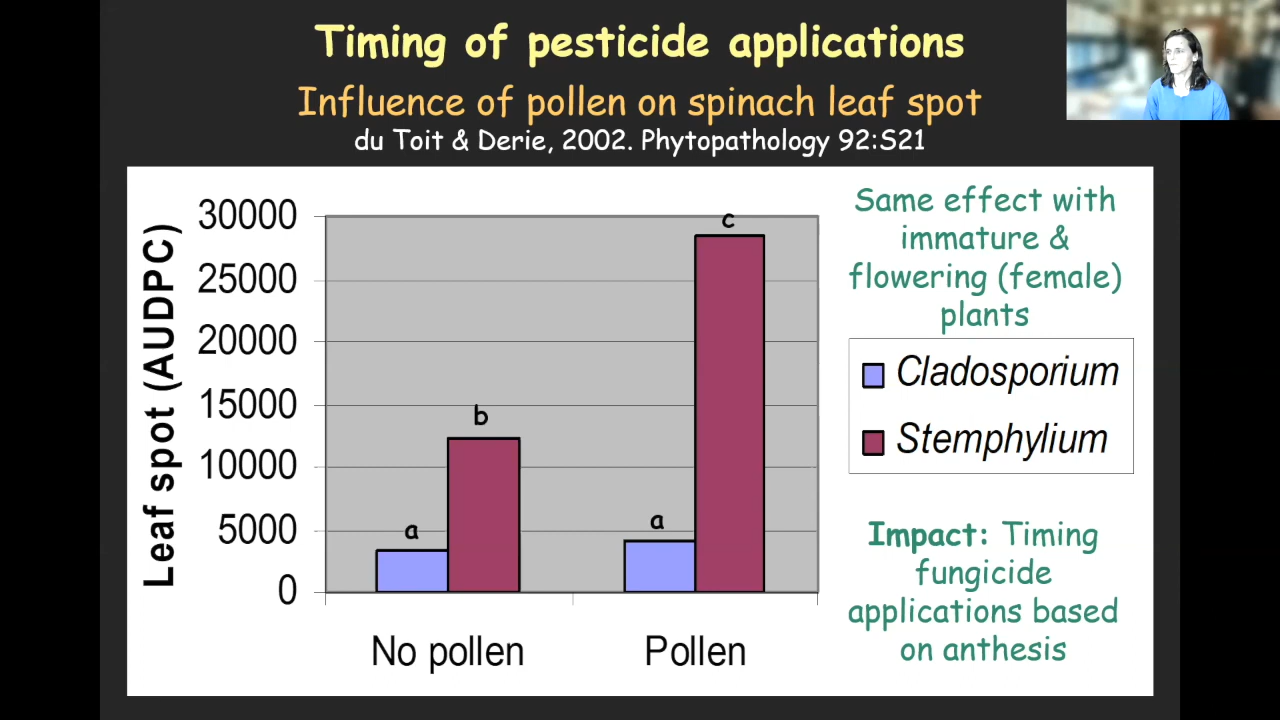 Timing of pesticide applications
Influence of pollen on spinach leaf spot
du Toit & Derie, 2002. Phytopathology 92:S21
Leaf spot (AUDPC)
30000
25000
20000
15000
10000
5000
0
a
b
a
c
No pollen
Pollen
Same effect with
immature &
flowering (female)
plants
Cladosporium
Stemphylium
Impact: Timing
fungicide
applications based
on anthesis